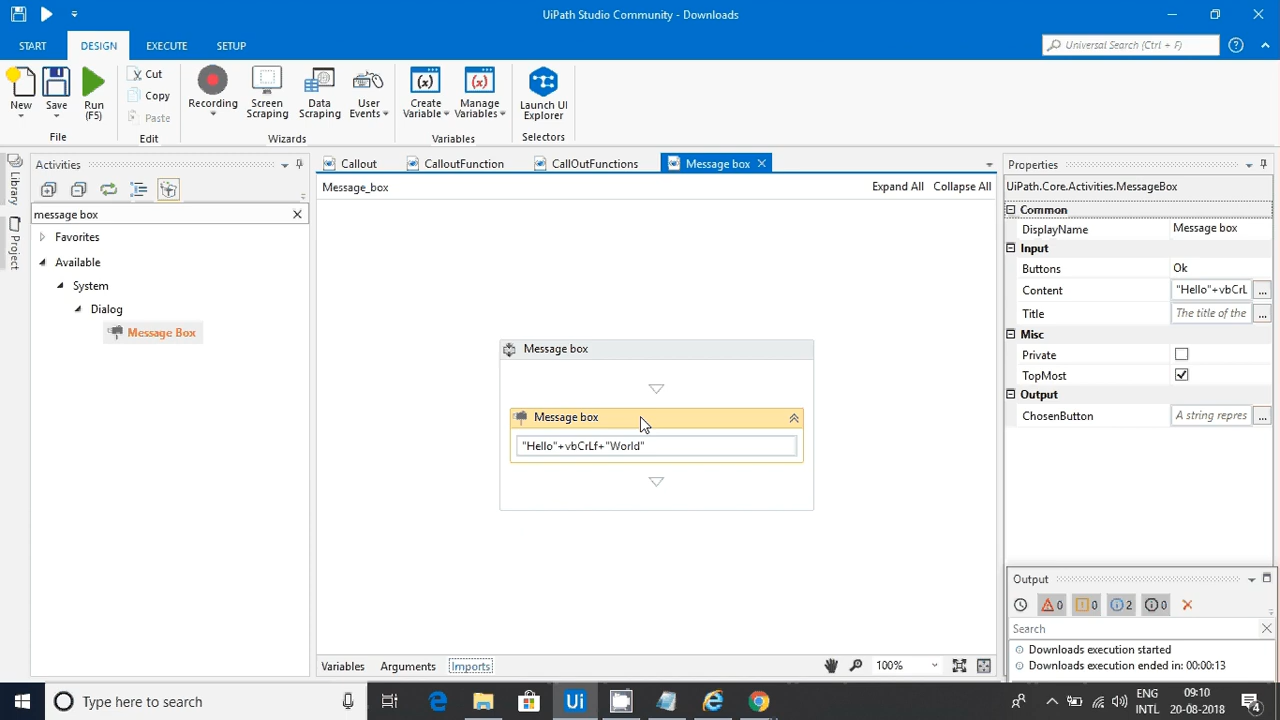 UiPath Studio Community - Downloads
START DESIGN EXECUTE SETUP
Universal Search (Ctrl + F)
New
Save
Run
(F5)
File
Cut
Copy
Paste
Edit
Recording
Screen
Scraping
Data
Scraping
User
Events
Wizards
Create
Variable
Manage
Variables
Variables
Launch UI
Explorer
Selectors
Library
Project
Activities
message box
Favorites
Available
System
Dialog
Message Box
Callout CalloutFunction CallOutFunctions Message box
Message_box Expand All Collapse All
Message box
Message box
"Hello"+vbCrLf+"World"
Variables Arguments Imports 100%
Properties
UiPath.Core.Activities.MessageBox
Common
DisplayName Message box
Input
Buttons Ok
Content "Hello"+vbCrL ...
Title The title of the ...
Misc
Private
TopMost
Output
ChosenButton A string repres ...
Output
0 0 2 0
Search
Downloads execution started
Downloads execution ended in: 00:00:13
Type here to search
Ui
ENG
INTL
09:10
20-08-2018
4